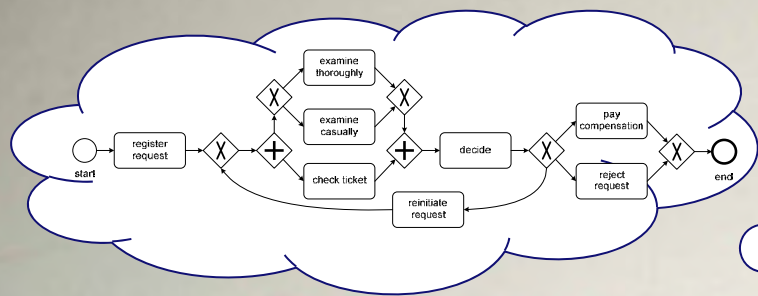 examine
thoroughly
examine
casually
pay
compensation
register
request
decide
check ticket
reject
request
start
end
reinitiate
request